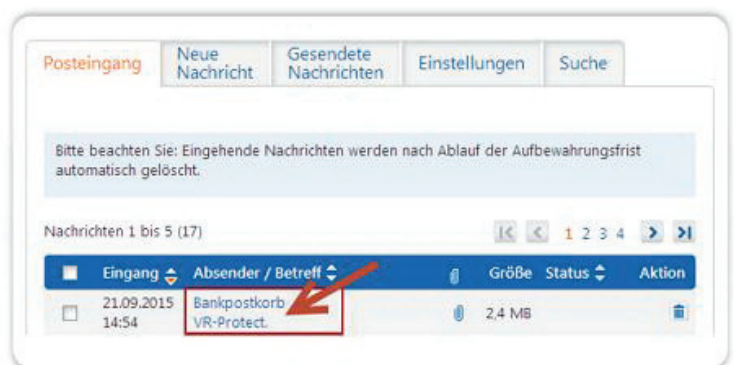 Posteingang
Neue
Nachricht
Gesendete
Nachrichten
Einstellungen
Suche
Bitte beachten Sie: Eingehende Nachrichten werden nach Ablauf der Aufbewahrungsfrist
automatisch gelöscht.
Nachrichten 1 bis 5 (17)
1 2 3 4
Eingang Absender / Betreff Größe Status Aktion
21.09.2015
14:54
Bankpostkorb
VR-Protect.
2,4 MB